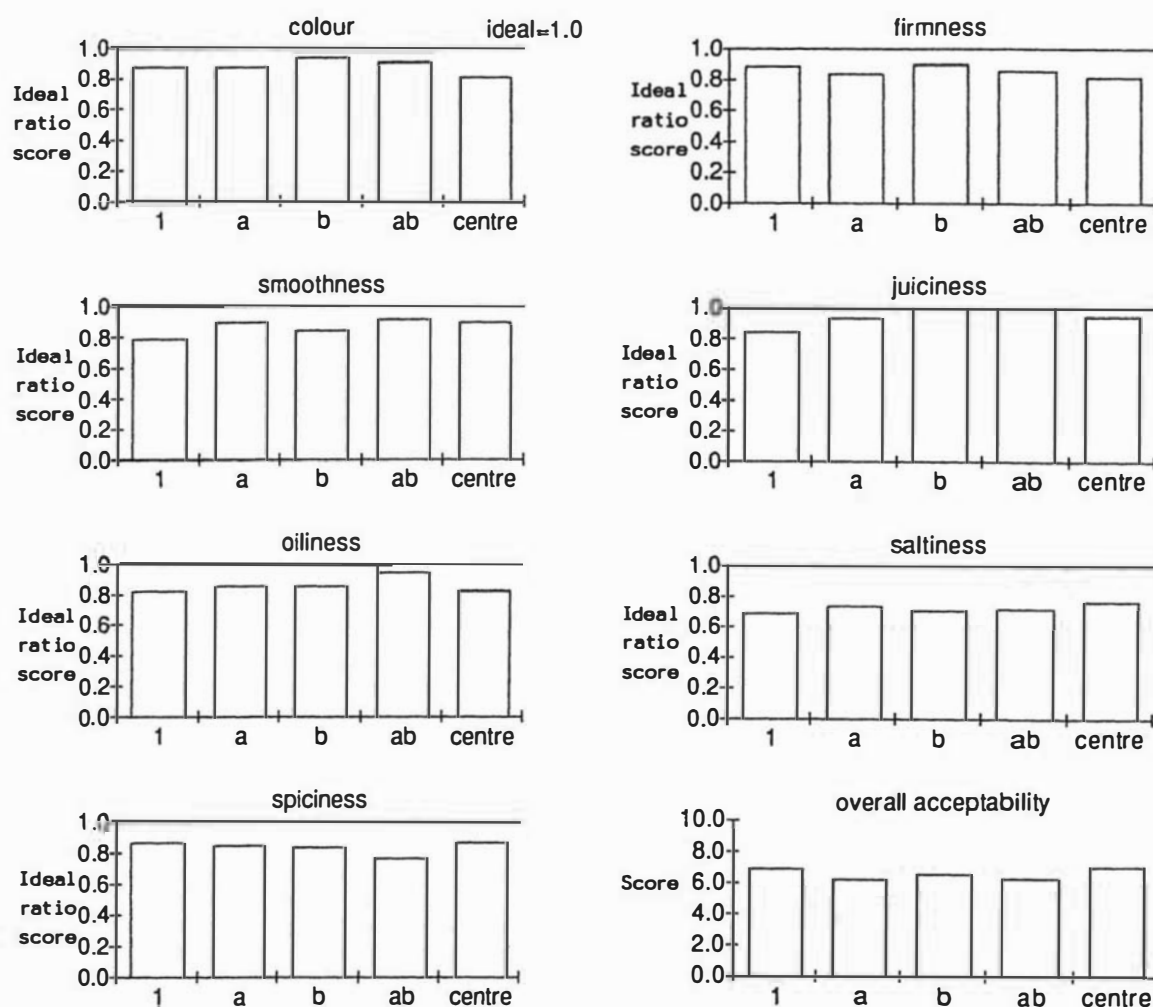 colour ideal=1.0
1.0
0.8
Ideal
ratio
score
0.6
0.4
0.2
0.0
1 a b ab centre
firmness
1.0
0.8
Ideal
ratio
score
0.6
0.4
0.2
0.0
1 a b ab centre
smoothness
1.0
0.8
Ideal
ratio
score
0.6
0.4
0.2
0.0
1 a b ab centre
juiciness
1.0
0.8
Ideal
ratio
score
0.6
0.4
0.2
0.0
1 a b ab centre
oiliness
1.0
0.8
Ideal
ratio
score
0.6
0.4
0.2
0.0
1 a b ab centre
saltiness
1.0
0.8
Ideal
ratio
score
0.6
0.4
0.2
0.0
1 a b ab centre
spiciness
1.0
0.8
Ideal
ratio
score
0.6
0.4
0.2
0.0
1 a b ab centre
overall acceptability
10.0
8.0
Score
6.0
4.0
2.0
0.0
1 a b ab centre